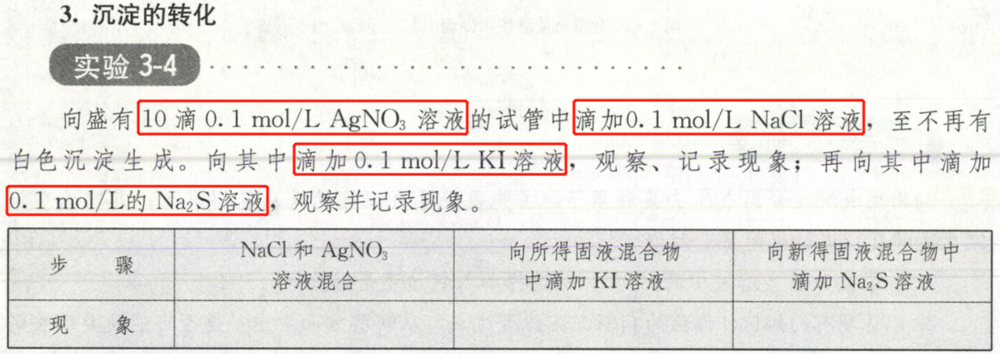 3. 沉淀的转化
实验 3-4
向盛有 10 滴 0.1 mol/L AgNO₃ 溶液的试管中滴加0.1 mol/L NaCl 溶液，至不再有
白色沉淀生成。向其中滴加 0.1 mol/L KI 溶液，观察、记录现象；再向其中滴加
0.1 mol/L的 Na₂S 溶液，观察并记录现象。
步 骤
NaCl 和 AgNO₃
溶液混合
向所得固液混合物
中滴加 KI 溶液
向新得固液混合物中
滴加 Na₂S 溶液
现 象